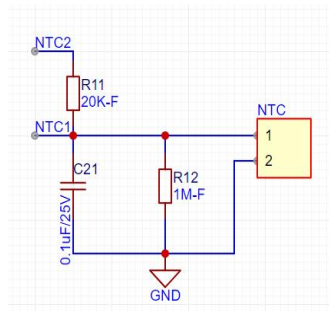 NTC2
R11
20K-F
NTC1
NTC
1
2
C21
0.1uF/25V
R12
1M-F
GND